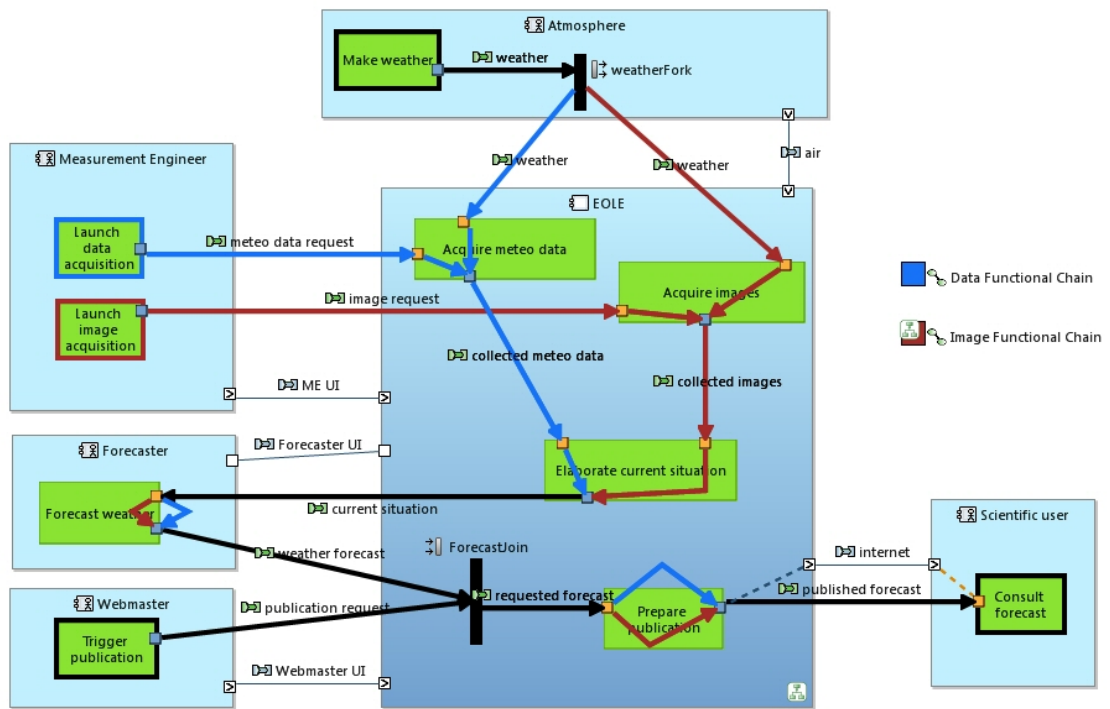 Atmosphere
Make weather
weather
weatherFork
Measurement Engineer
weather
weather
air
EOLE
Launch
data
acquisition
meteo data request
Acquire meteo data
Launch
image
acquisition
image request
Acquire images
Data Functional Chain
Image Functional Chain
collected meteo data
collected images
ME UI
Forecaster
Forecaster UI
Elaborate current situation
Forecast weather
current situation
Scientific user
weather forecast
ForecastJoin
internet
Webmaster
publication request
requested forecast
published forecast
Consult
forecast
Trigger
publication
Prepare
publication
Webmaster UI